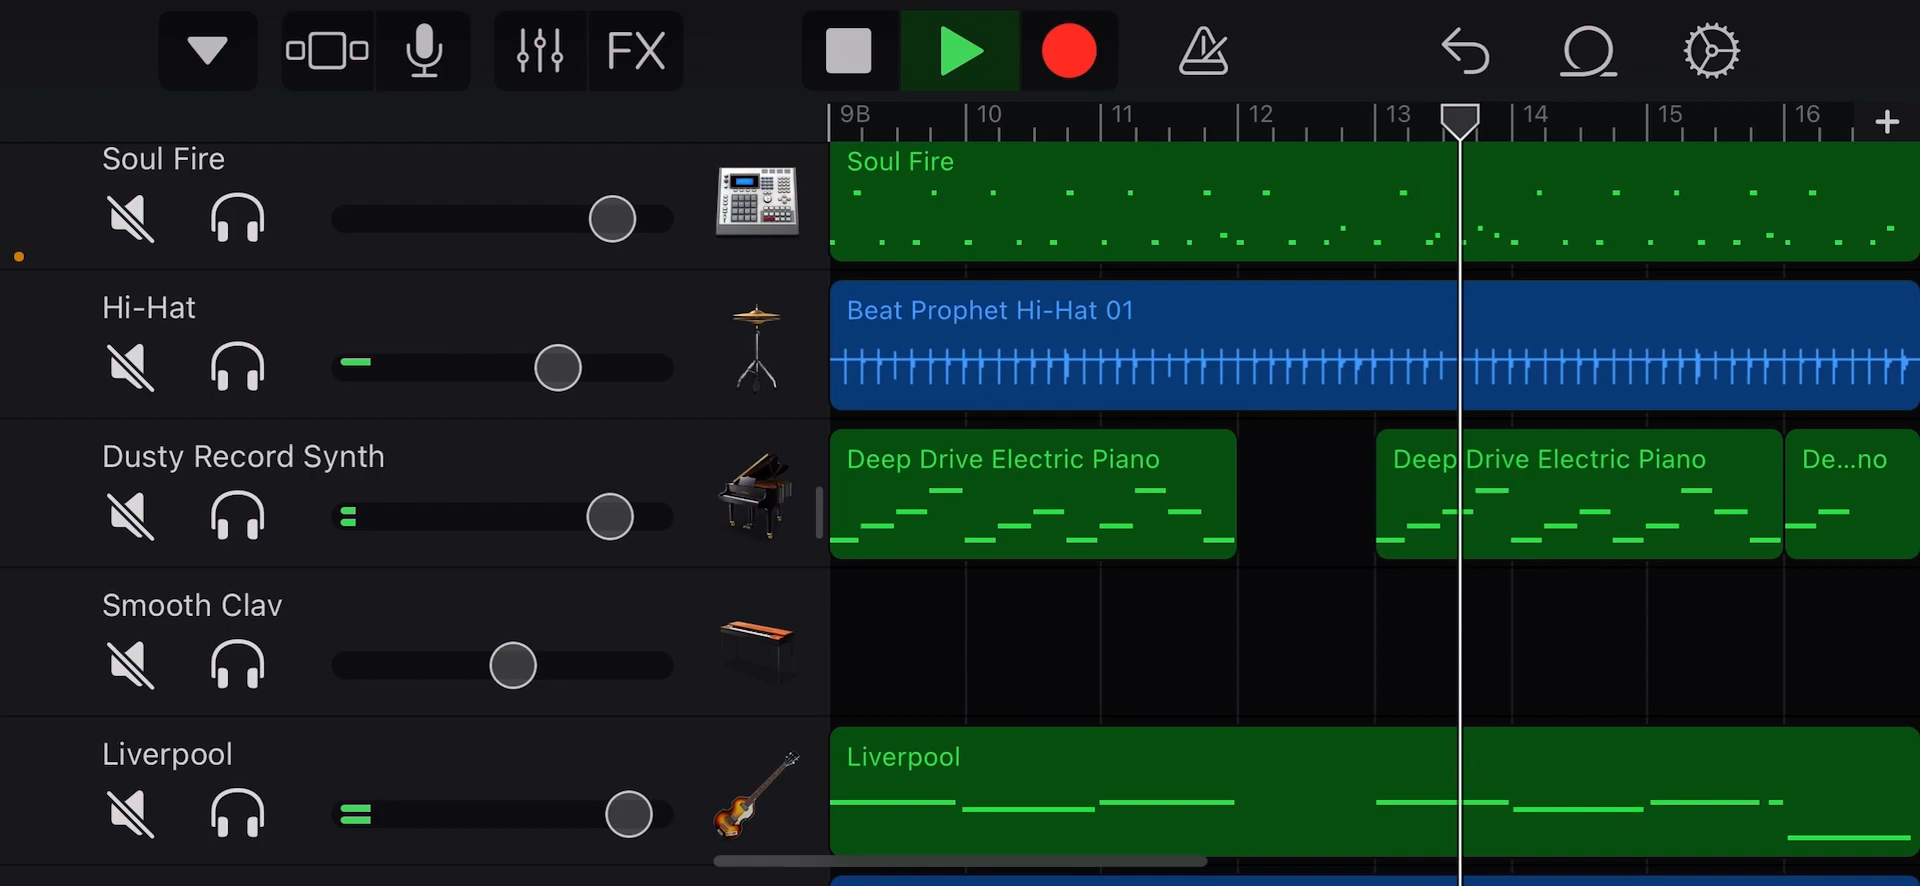 FX
9B 10 11 12 13 14 15 16 +
Soul Fire
Soul Fire
Hi-Hat
Beat Prophet Hi-Hat 01
Dusty Record Synth
Deep Drive Electric Piano
Deep Drive Electric Piano
De...no
Smooth Clav
Liverpool
Liverpool